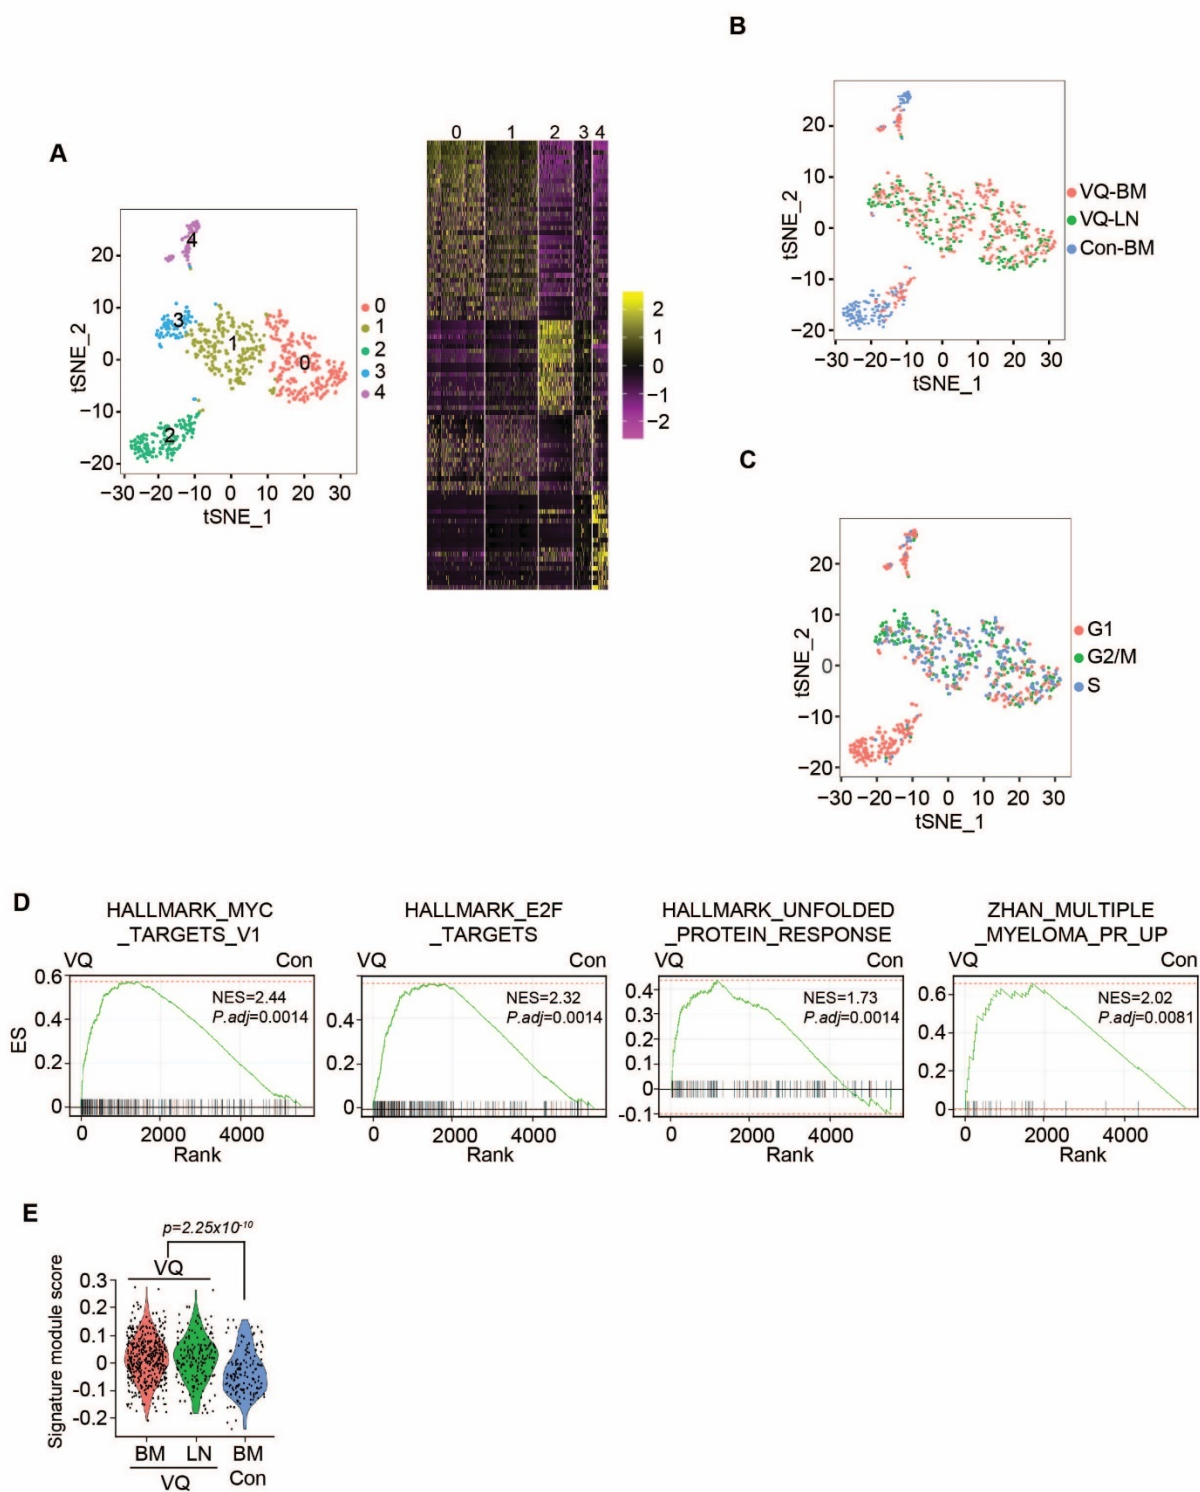 A
tSNE_2
20
10
0
−10
−20
−30
−20
−10
0
10
20
30
tSNE_1
4
3
1
0
2
0
1
2
3
4
0
1
2
3
4
2
1
0
−1
−2
B
tSNE_2
20
10
0
−10
−20
−30
−20
−10
0
10
20
30
tSNE_1
VQ-BM
VQ-LN
Con-BM
C
tSNE_2
20
10
0
−10
−20
−30
−20
−10
0
10
20
30
tSNE_1
G1
G2/M
S
D
HALLMARK_MYC
_TARGETS_V1
VQ Con
NES=2.44
P.adj=0.0014
ES
0.6
0.4
0.2
0
0 2000 4000
Rank
HALLMARK_E2F
_TARGETS
VQ Con
NES=2.32
P.adj=0.0014
0.4
0.2
0
0 2000 4000
Rank
HALLMARK_UNFOLDED
_PROTEIN_RESPONSE
VQ Con
NES=1.73
P.adj=0.0014
0.4
0.3
0.2
0.1
0
-0.1
0 2000 4000
Rank
ZHAN_MULTIPLE
_MYELOMA_PR_UP
VQ Con
NES=2.02
P.adj=0.0081
0.6
0.4
0.2
0
0 2000 4000
Rank
E
p=2.25x10⁻¹⁰
VQ
Signature module score
0.3
0.2
0.1
0
-0.1
-0.2
BM LN BM
VQ Con